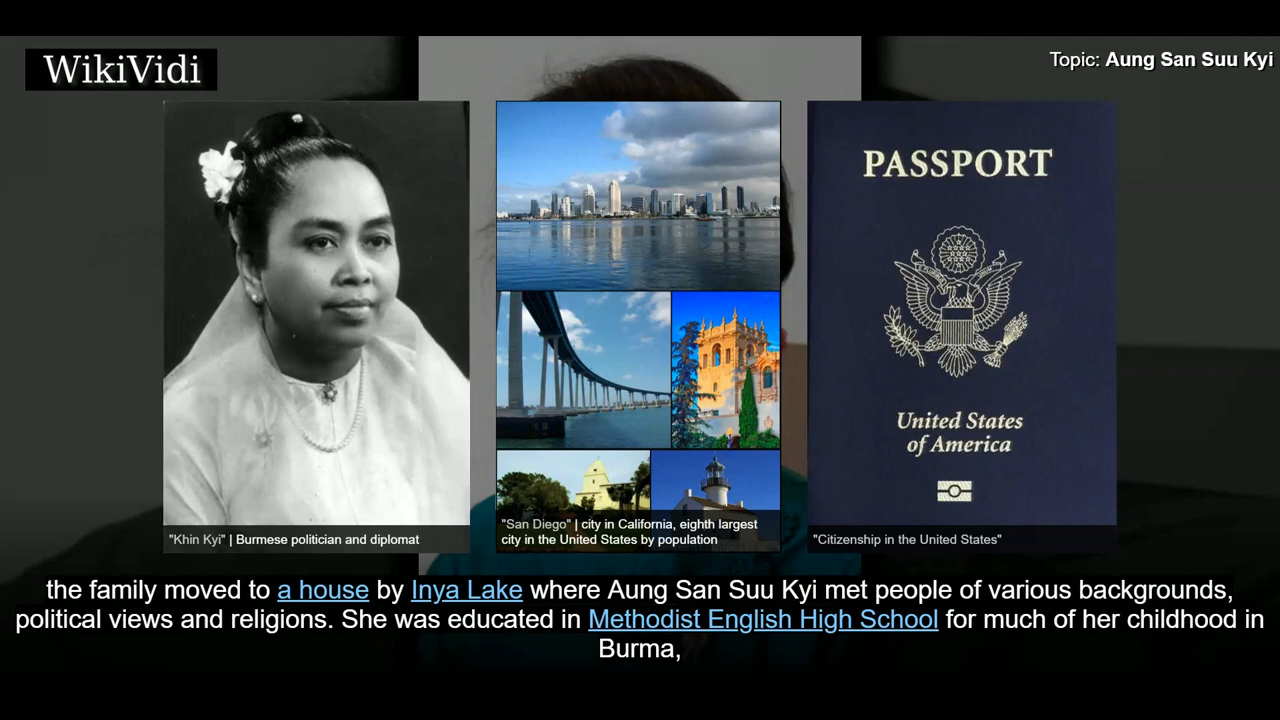 WikiVidi
Topic: Aung San Suu Kyi
PASSPORT
United States
of America
"Khin Kyi" | Burmese politician and diplomat
"San Diego" | city in California, eighth largest
city in the United States by population
"Citizenship in the United States"
the family moved to a house by Inya Lake where Aung San Suu Kyi met people of various backgrounds,
political views and religions. She was educated in Methodist English High School for much of her childhood in
Burma,